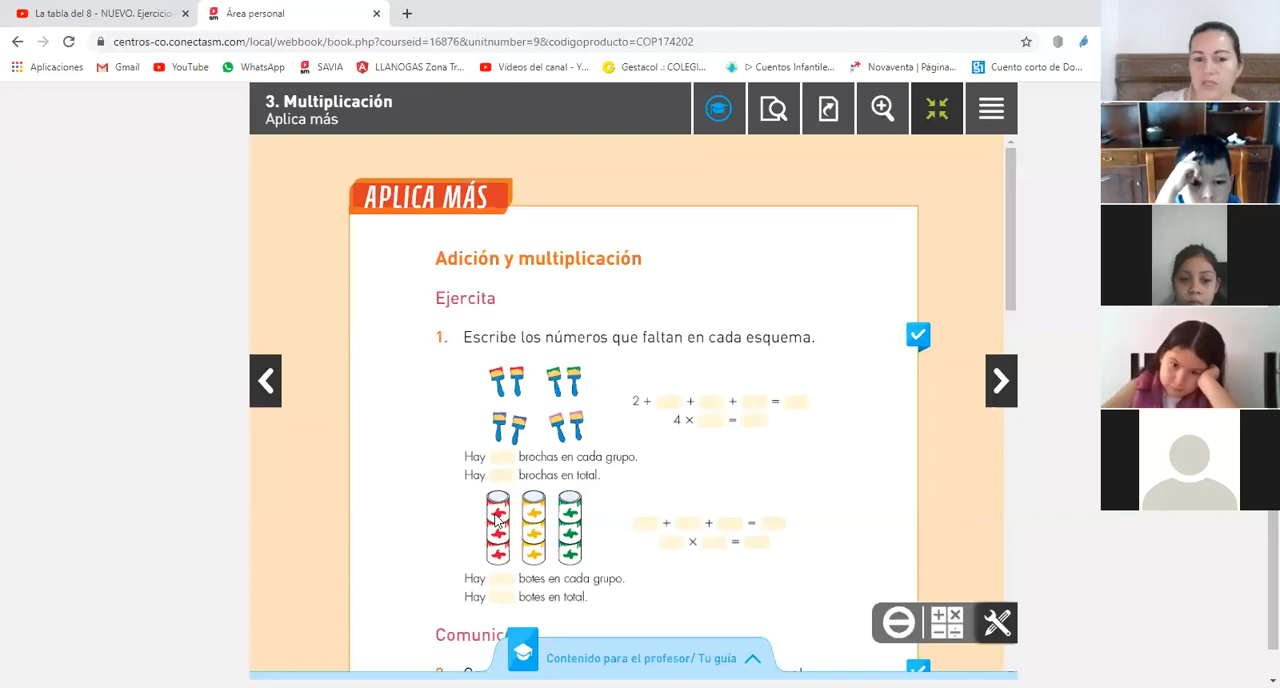 La tabla del 8 - NUEVO. Ejercicio
Área personal
centros-co.conectasm.com/local/webbook/book.php?courseid=16876&unitnumber=9&codigoproducto=COP174202
Aplicaciones
Gmail
YouTube
WhatsApp
SAVIA
LLANOGAS Zona Tr...
Videos del canal - Y...
Gestacol .: COLEGI...
Cuentos Infantile...
Novaventa | Págin...
Cuento corto de Do...
3. Multiplicación
Aplica más
APLICA MÁS
Adición y multiplicación
Ejercita
1. Escribe los números que faltan en cada esquema.
2 + + + =
4 × =
Hay brochas en cada grupo.
Hay brochas en total.
+ + =
× =
Hay botes en cada grupo.
Hay botes en total.
Comunic
Contenido para el profesor/ Tu guía